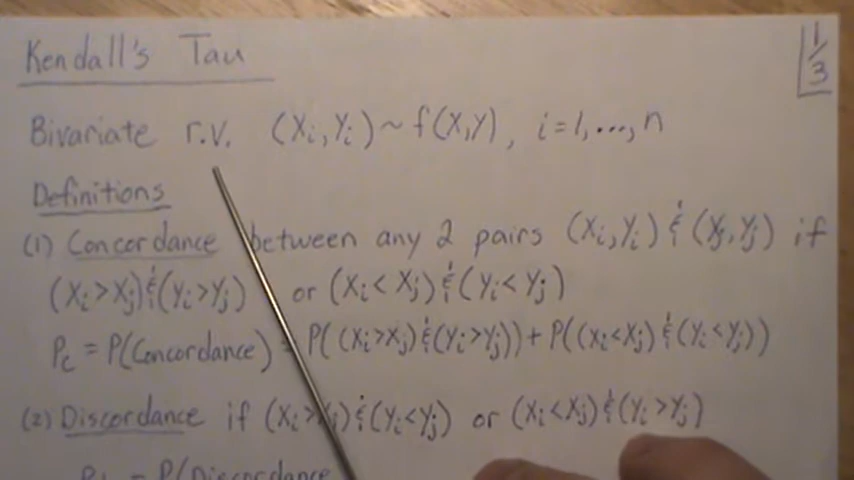 Kendall's Tau
1/3
Bivariate r.v. (Xi,Yi) ~ f(X,Y), i=1,...,n
Definitions
(1) Concordance between any 2 pairs (Xi,Yi) & (Xj,Yj) if
(Xi>Xj)&(Yi>Yj) or (Xi<Xj)&(Yi<Yj)
Pc = P(Concordance) = P((Xi>Xj)&(Yi>Yj)) + P((Xi<Xj)&(Yi<Yj))
(2) Discordance if (Xi>Xj)&(Yi<Yj) or (Xi<Xj)&(Yi>Yj)
= P(Discordance